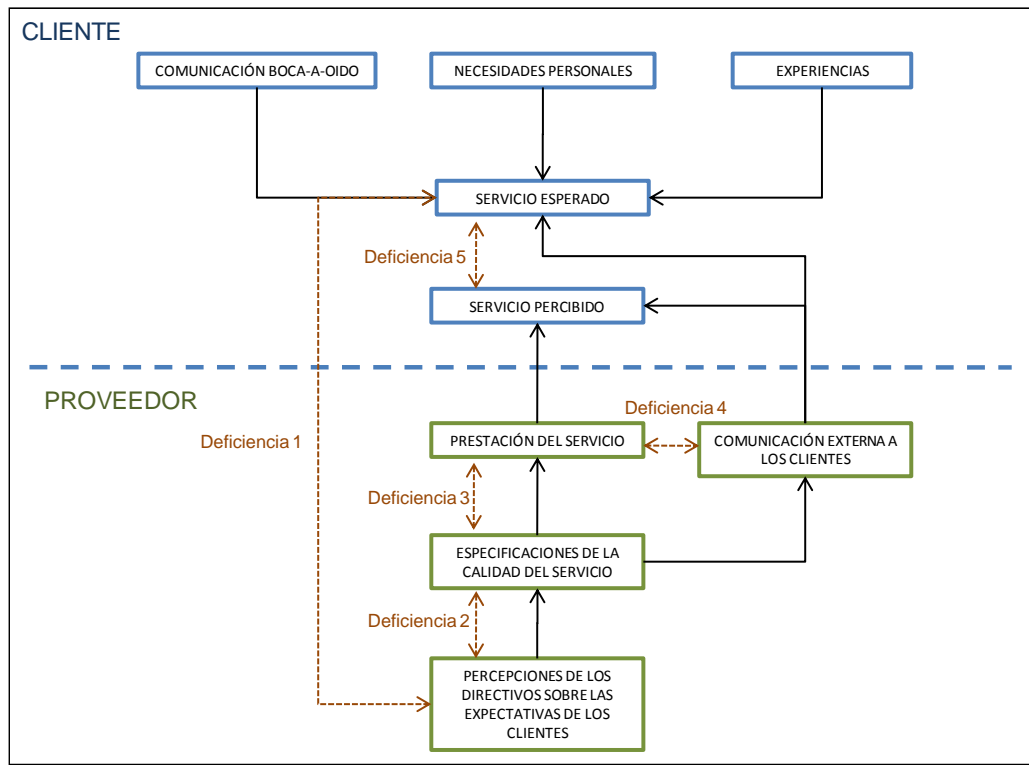 CLIENTE
COMUNICACIÓN BOCA-A-OIDO
NECESIDADES PERSONALES
EXPERIENCIAS
SERVICIO ESPERADO
Deficiencia 5
SERVICIO PERCIBIDO
PROVEEDOR
Deficiencia 4
Deficiencia 1
PRESTACIÓN DEL SERVICIO
COMUNICACIÓN EXTERNA A
LOS CLIENTES
Deficiencia 3
ESPECIFICACIONES DE LA
CALIDAD DEL SERVICIO
Deficiencia 2
PERCEPCIONES DE LOS
DIRECTIVOS SOBRE LAS
EXPECTATIVAS DE LOS
CLIENTES